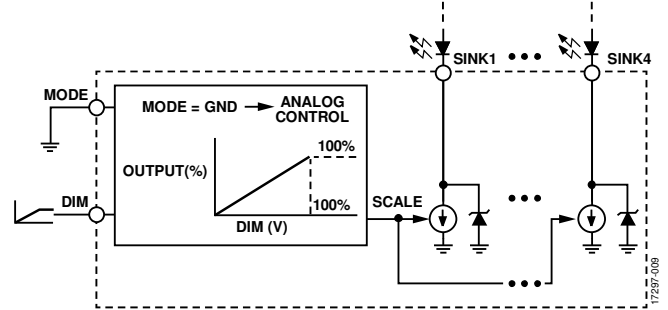 SINK1
SINK4
MODE
MODE = GND
ANALOG
CONTROL
OUTPUT(%)
100%
100%
DIM (V)
DIM
SCALE
17297-009